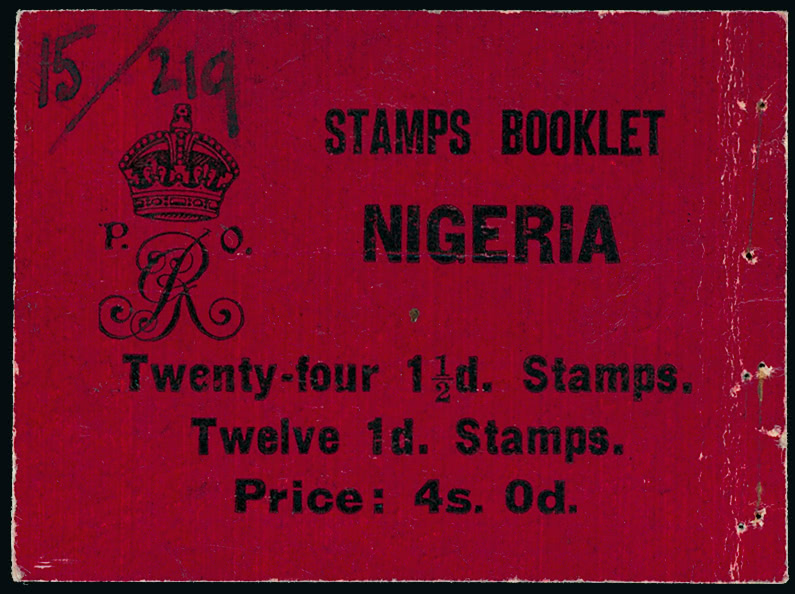 15/219
STAMPS BOOKLET
NIGERIA
P. O.
GR
Twenty-four 1½d. Stamps.
Twelve 1d. Stamps.
Price: 4s. 0d.